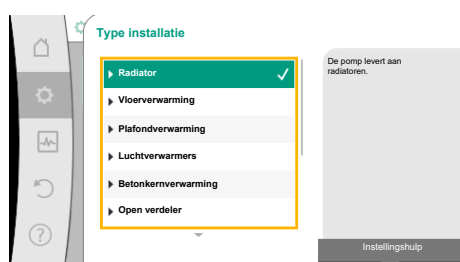 Type installatie
Radiator
Vloerverwarming
Plafondverwarming
Luchtverwarmers
Betonkernverwarming
Open verdeler
De pomp levert aan
radiatoren.
Instellingshulp
?